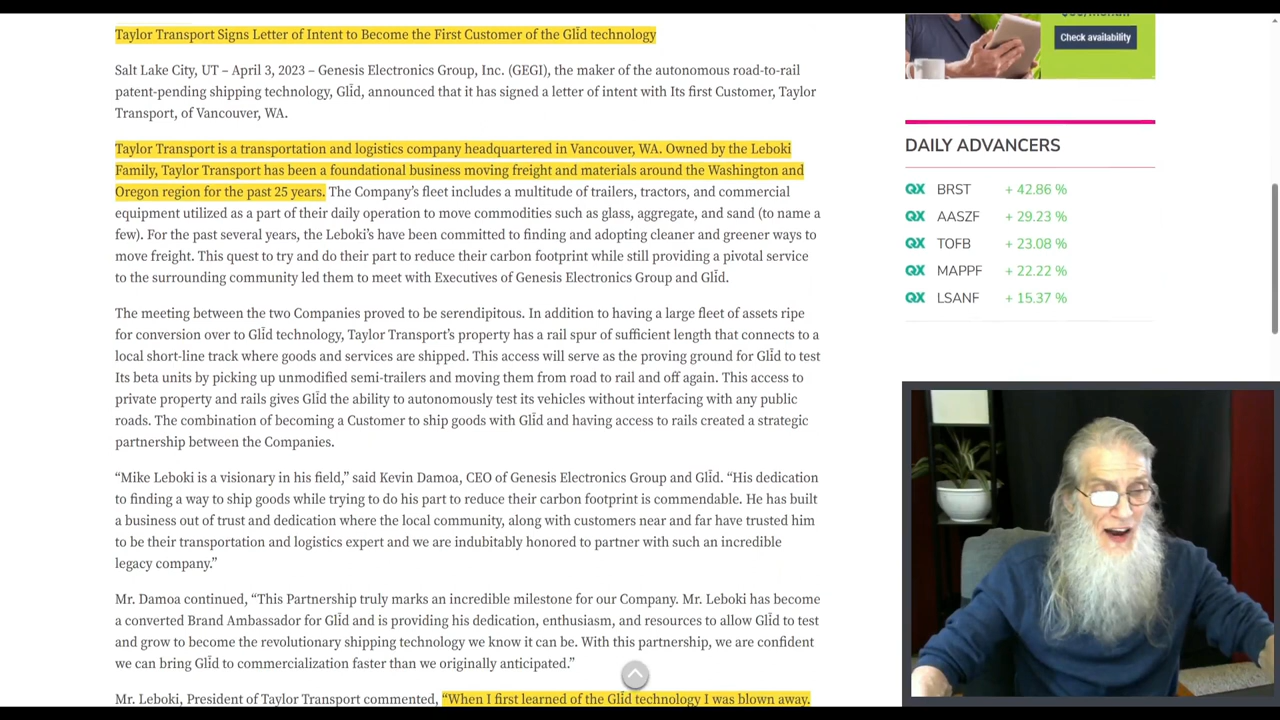 Taylor Transport Signs Letter of Intent to Become the First Customer of the Glīd technology
Salt Lake City, UT – April 3, 2023 – Genesis Electronics Group, Inc. (GEGI), the maker of the autonomous road-to-rail
patent-pending shipping technology, Glīd, announced that it has signed a letter of intent with Its first Customer, Taylor
Transport, of Vancouver, WA.
Taylor Transport is a transportation and logistics company headquartered in Vancouver, WA. Owned by the Leboki
Family, Taylor Transport has been a foundational business moving freight and materials around the Washington and
Oregon region for the past 25 years. The Company's fleet includes a multitude of trailers, tractors, and commercial
equipment utilized as a part of their daily operation to move commodities such as glass, aggregate, and sand (to name a
few). For the past several years, the Leboki's have been committed to finding and adopting cleaner and greener ways to
move freight. This quest to try and do their part to reduce their carbon footprint while still providing a pivotal service
to the surrounding community led them to meet with Executives of Genesis Electronics Group and Glīd.
The meeting between the two Companies proved to be serendipitous. In addition to having a large fleet of assets ripe
for conversion over to Glīd technology, Taylor Transport's property has a rail spur of sufficient length that connects to a
local short-line track where goods and services are shipped. This access will serve as the proving ground for Glīd to test
Its beta units by picking up unmodified semi-trailers and moving them from road to rail and off again. This access to
private property and rails gives Glīd the ability to autonomously test its vehicles without interfacing with any public
roads. The combination of becoming a Customer to ship goods with Glīd and having access to rails created a strategic
partnership between the Companies.
“Mike Leboki is a visionary in his field,” said Kevin Damoa, CEO of Genesis Electronics Group and Glīd. “His dedication
to finding a way to ship goods while trying to do his part to reduce their carbon footprint is commendable. He has built
a business out of trust and dedication where the local community, along with customers near and far have trusted him
to be their transportation and logistics expert and we are indubitably honored to partner with such an incredible
legacy company.”
Mr. Damoa continued, “This Partnership truly marks an incredible milestone for our Company. Mr. Leboki has become
a converted Brand Ambassador for Glīd and is providing his dedication, enthusiasm, and resources to allow Glīd to test
and grow to become the revolutionary shipping technology we know it can be. With this partnership, we are confident
we can bring Glīd to commercialization faster than we originally anticipated.”
Mr. Leboki, President of Taylor Transport commented, “When I first learned of the Glīd technology I was blown away.
Check availability
DAILY ADVANCERS
QX BRST + 42.86 %
QX AASZF + 29.23 %
QX TOFB + 23.08 %
QX MAPPF + 22.22 %
QX LSANF + 15.37 %